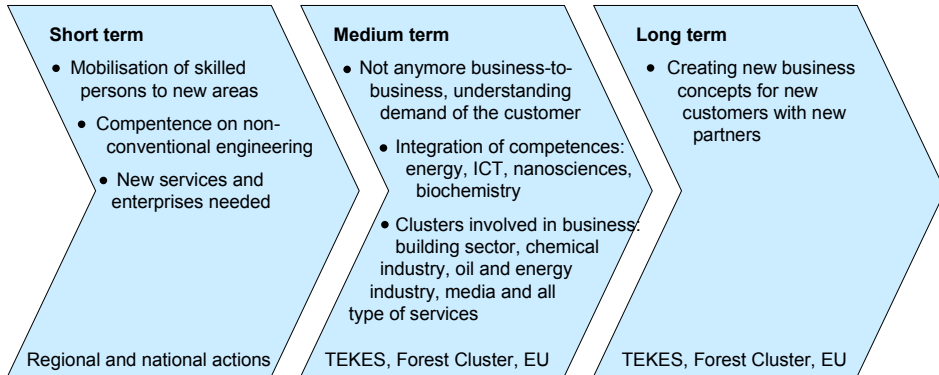 Short term
• Mobilisation of skilled
persons to new areas
• Compentence on non-
conventional engineering
• New services and
enterprises needed
Regional and national actions
Medium term
• Not anymore business-to-
business, understanding
demand of the customer
• Integration of competences:
energy, ICT, nanosciences,
biochemistry
• Clusters involved in business:
building sector, chemical
industry, oil and energy
industry, media and all
type of services
TEKES, Forest Cluster, EU
Long term
• Creating new business
concepts for new
customers with new
partners
TEKES, Forest Cluster, EU